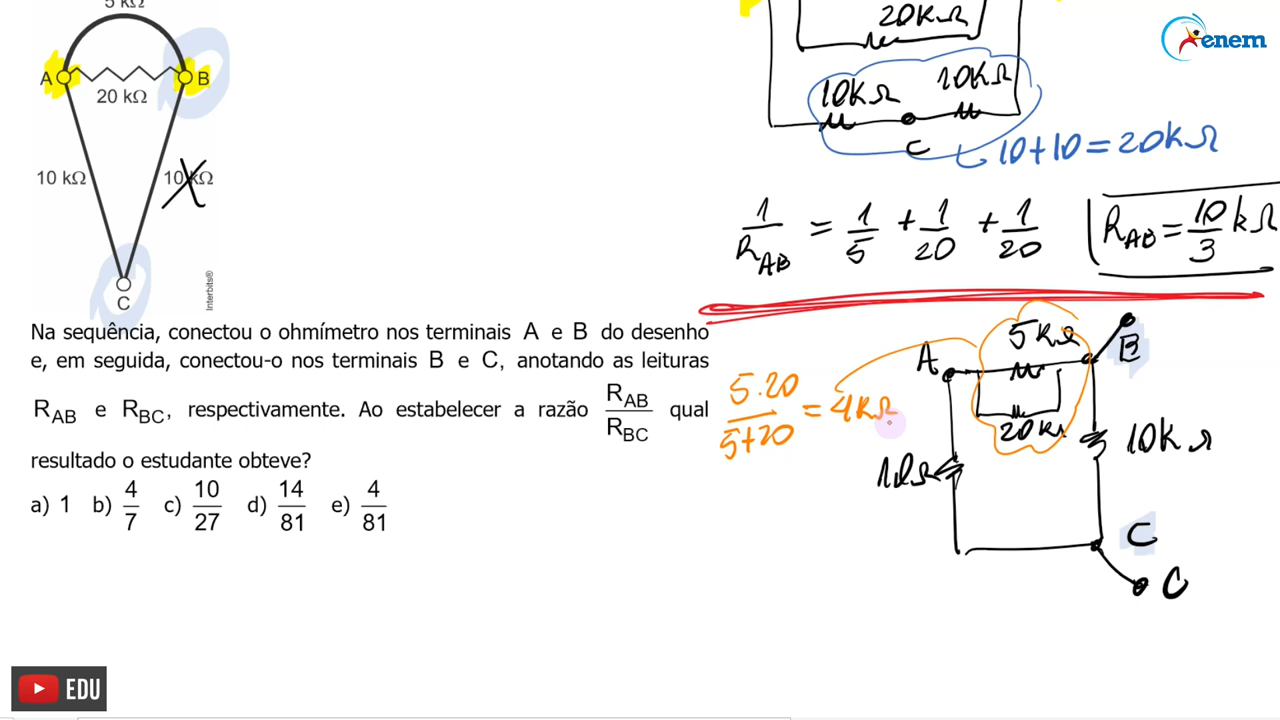 5 kΩ
A
B
20 kΩ
10 kΩ
10 kΩ
C
Interbits®
Na sequência, conectou o ohmímetro nos terminais A e B do desenho
e, em seguida, conectou-o nos terminais B e C, anotando as leituras
R_AB e R_BC, respectivamente. Ao estabelecer a razão R_AB/R_BC qual
resultado o estudante obteve?
a) 1 b) 4/7 c) 10/27 d) 14/81 e) 4/81
20KΩ
10KΩ
10KΩ
C
10+10=20KΩ
1/R_AB = 1/5 + 1/20 + 1/20
R_AB = 10/3 kΩ
5KΩ
A
B
20KΩ
5.20/5+20 = 4KΩ
10KΩ
C
C
enem
EDU